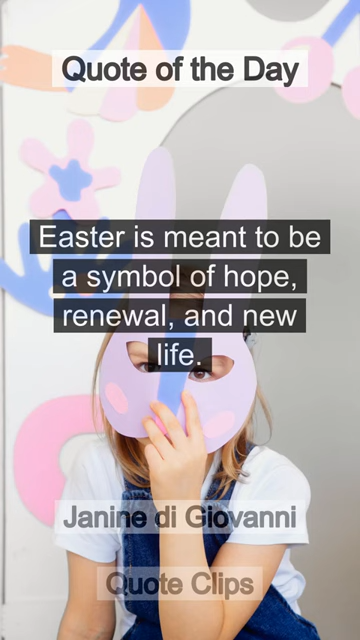 Quote of the Day
Easter is meant to be
a symbol of hope,
renewal, and new
life.
Janine di Giovanni
Quote Clips